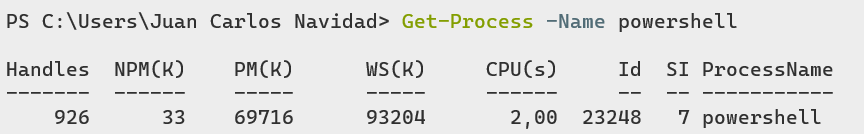 PS C:\Users\Juan Carlos Navidad> Get-Process -Name powershell
Handles  NPM(K)    PM(K)      WS(K)     CPU(s)     Id  SI ProcessName
-------  ------    -----      -----     ------     --  -- -----------
    926      33    69716      93204       2,00  23248   7 powershell